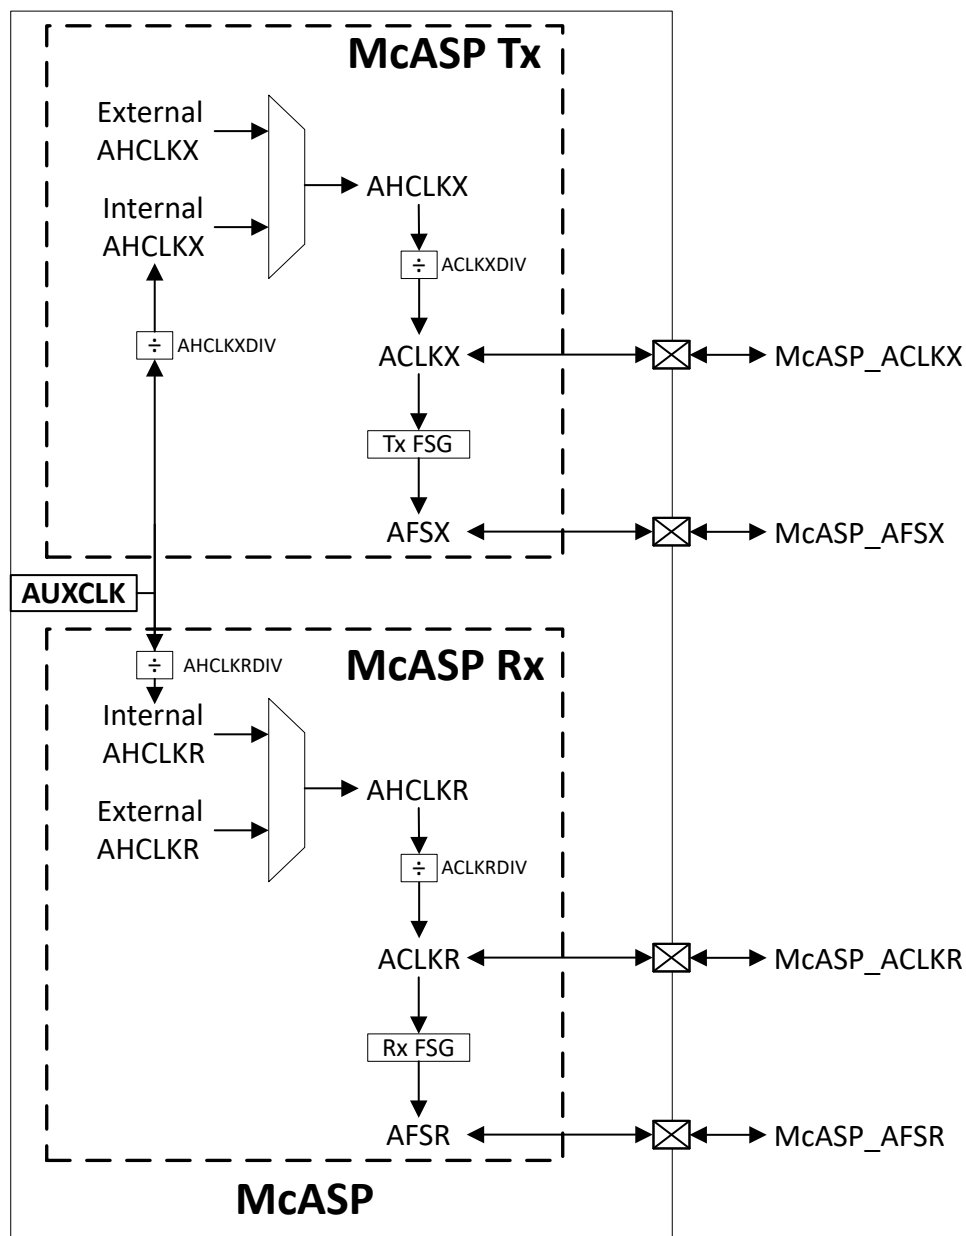 McASP Tx
External
AHCLKX
AHCLKX
Internal
AHCLKX
÷ ACLKXDIV
÷ AHCLKXDIV
ACLKX
McASP_ACLKX
Tx FSG
AFSX
McASP_AFSX
AUXCLK
McASP Rx
÷ AHCLKRDIV
Internal
AHCLKR
AHCLKR
External
AHCLKR
÷ ACLKRDIV
ACLKR
McASP_ACLKR
Rx FSG
AFSR
McASP_AFSR
McASP